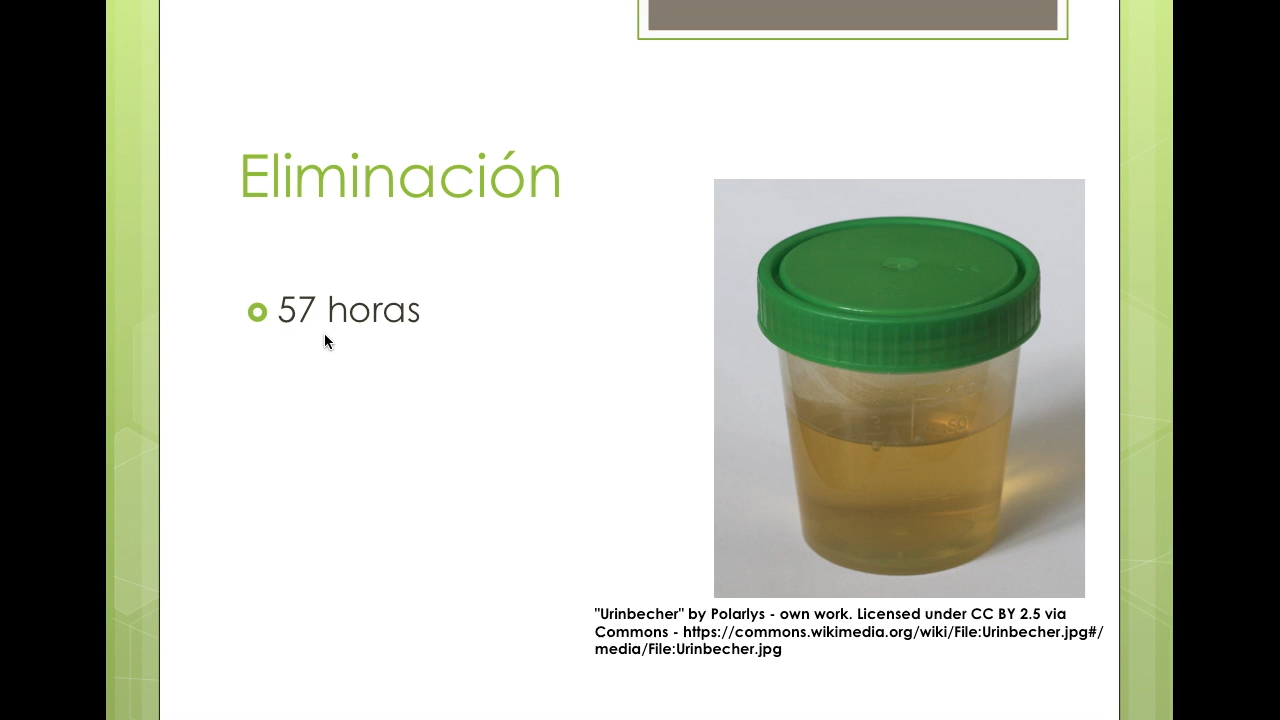 Eliminación
57 horas
"Urinbecher" by Polarlys - own work. Licensed under CC BY 2.5 via
Commons - https://commons.wikimedia.org/wiki/File:Urinbecher.jpg#/
media/File:Urinbecher.jpg